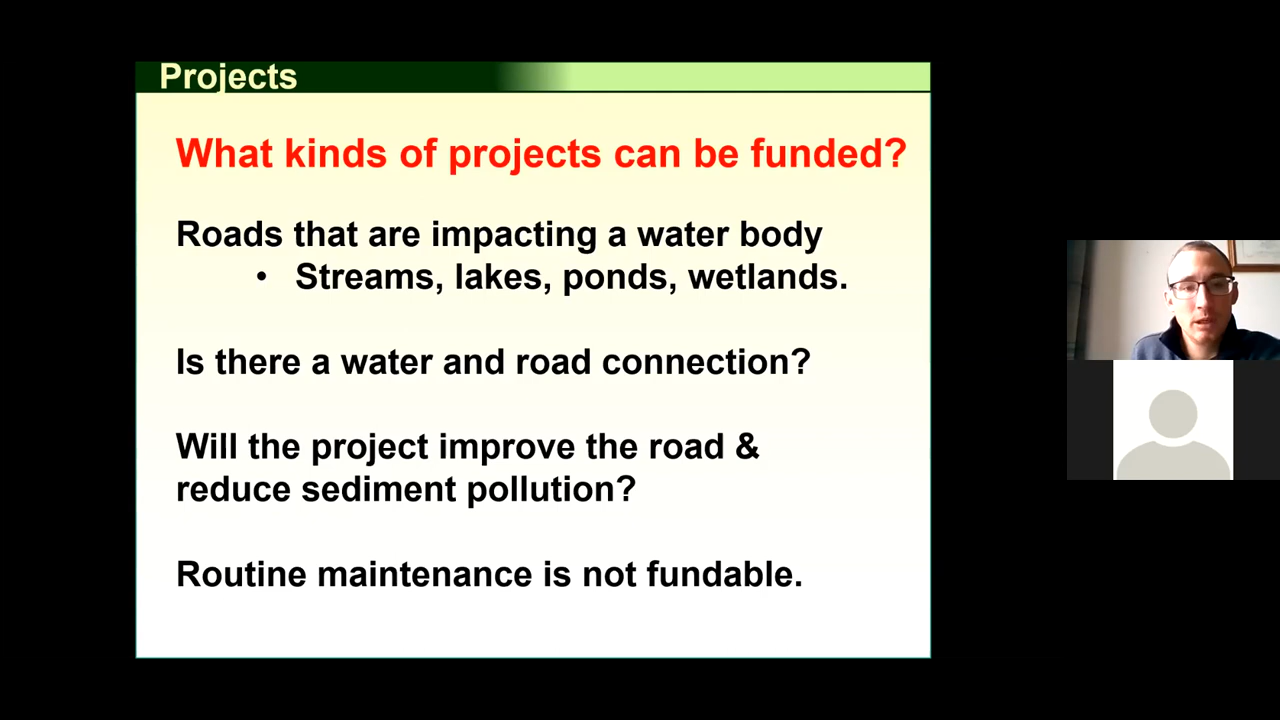 Projects
What kinds of projects can be funded?
Roads that are impacting a water body
• Streams, lakes, ponds, wetlands.
Is there a water and road connection?
Will the project improve the road &
reduce sediment pollution?
Routine maintenance is not fundable.